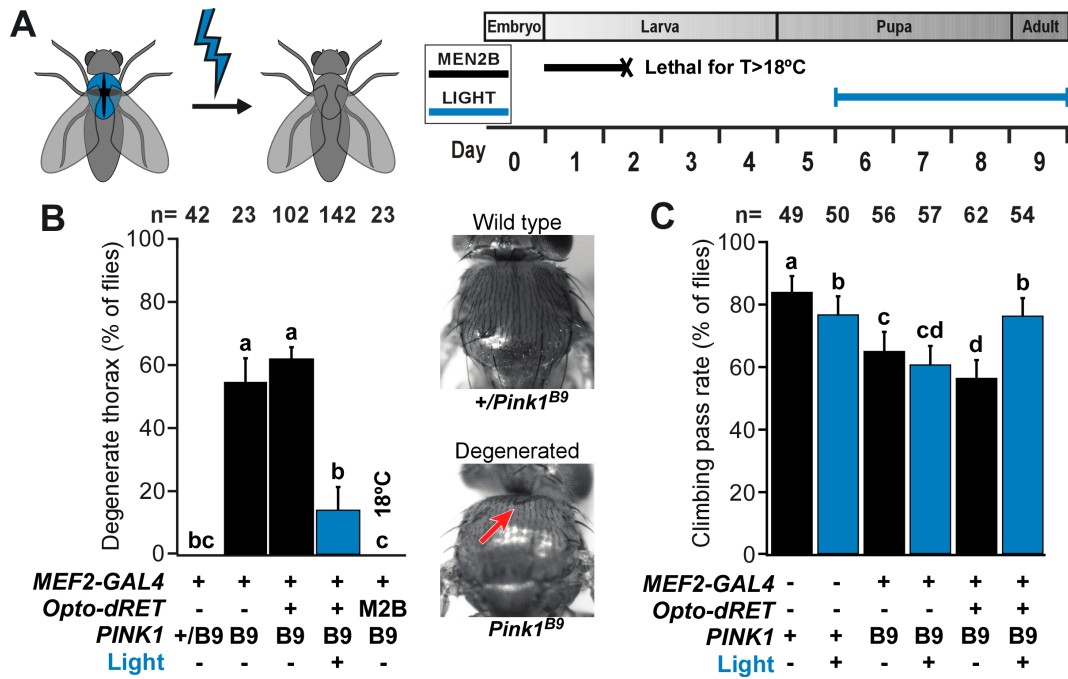 A
Embryo Larva Pupa Adult
MEN2B
Lethal for T>18ºC
LIGHT
Day 0 1 2 3 4 5 6 7 8 9
B
n= 42 23 102 142 23
Degenerate thorax (% of flies)
100
80
60
40
20
0
bc a a b c
18ºC
MEF2-GAL4 + + + + +
Opto-dRET - - + + M2B
PINK1 +/B9 B9 B9 B9 B9
Light - - - + -
Wild type
+/Pink1B9
Degenerated
Pink1B9
C
n= 49 50 56 57 62 54
Climbing pass rate (% of flies)
100
80
60
40
20
0
a b c cd d b
MEF2-GAL4 - - + + + +
Opto-dRET - - - - + +
PINK1 + + B9 B9 B9 B9
Light - + - + - +